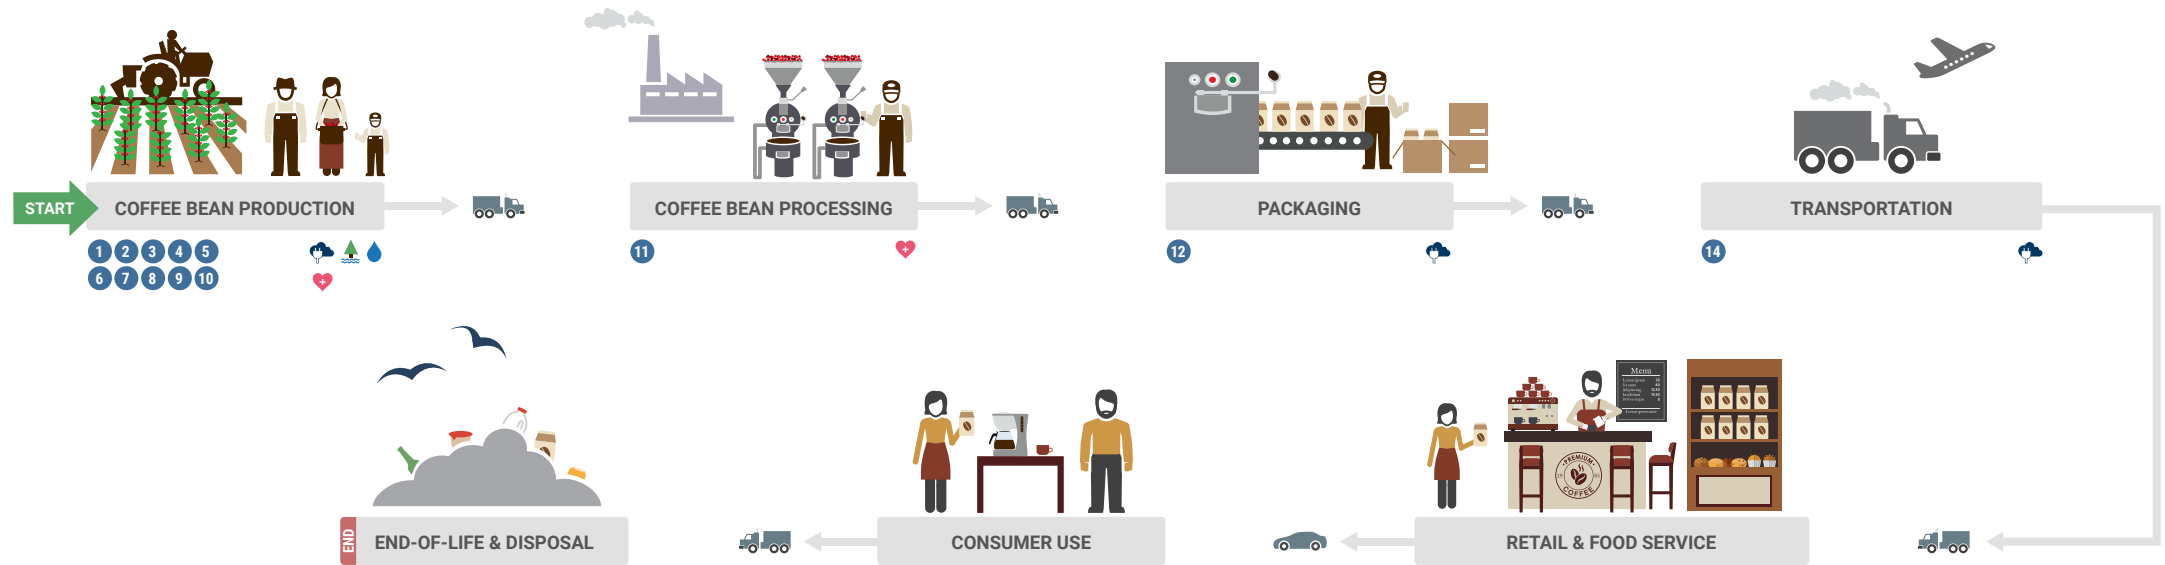 START
COFFEE BEAN PRODUCTION
1 2 3 4 5
6 7 8 9 10
COFFEE BEAN PROCESSING
11
PACKAGING
12
TRANSPORTATION
14
END
END-OF-LIFE & DISPOSAL
CONSUMER USE
Menu
PREMIUM
COFFEE
RETAIL & FOOD SERVICE